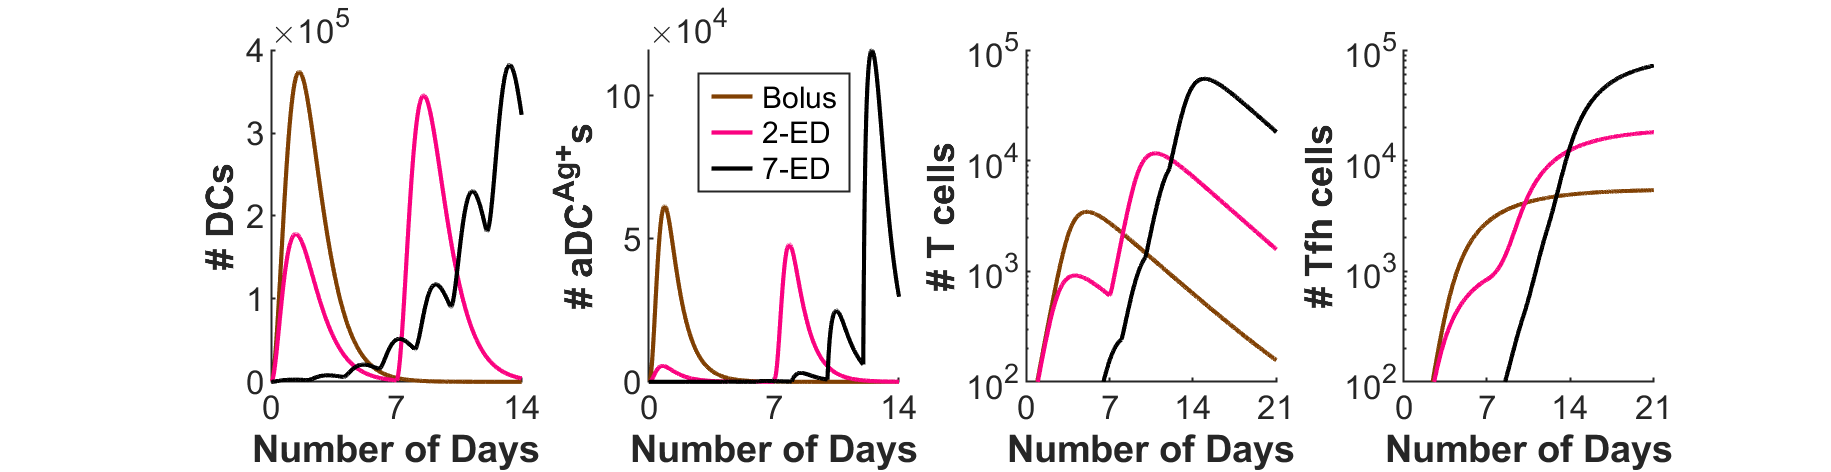 ×10^5
4
3
2
1
0
0 7 14
# DCs
Number of Days
×10^4
10
5
0
0 7 14
# aDC^Ag+s
Number of Days
Bolus
2-ED
7-ED
10^5
10^4
10^3
10^2
0 7 14 21
# T cells
Number of Days
10^5
10^4
10^3
10^2
0 7 14 21
# Tfh cells
Number of Days